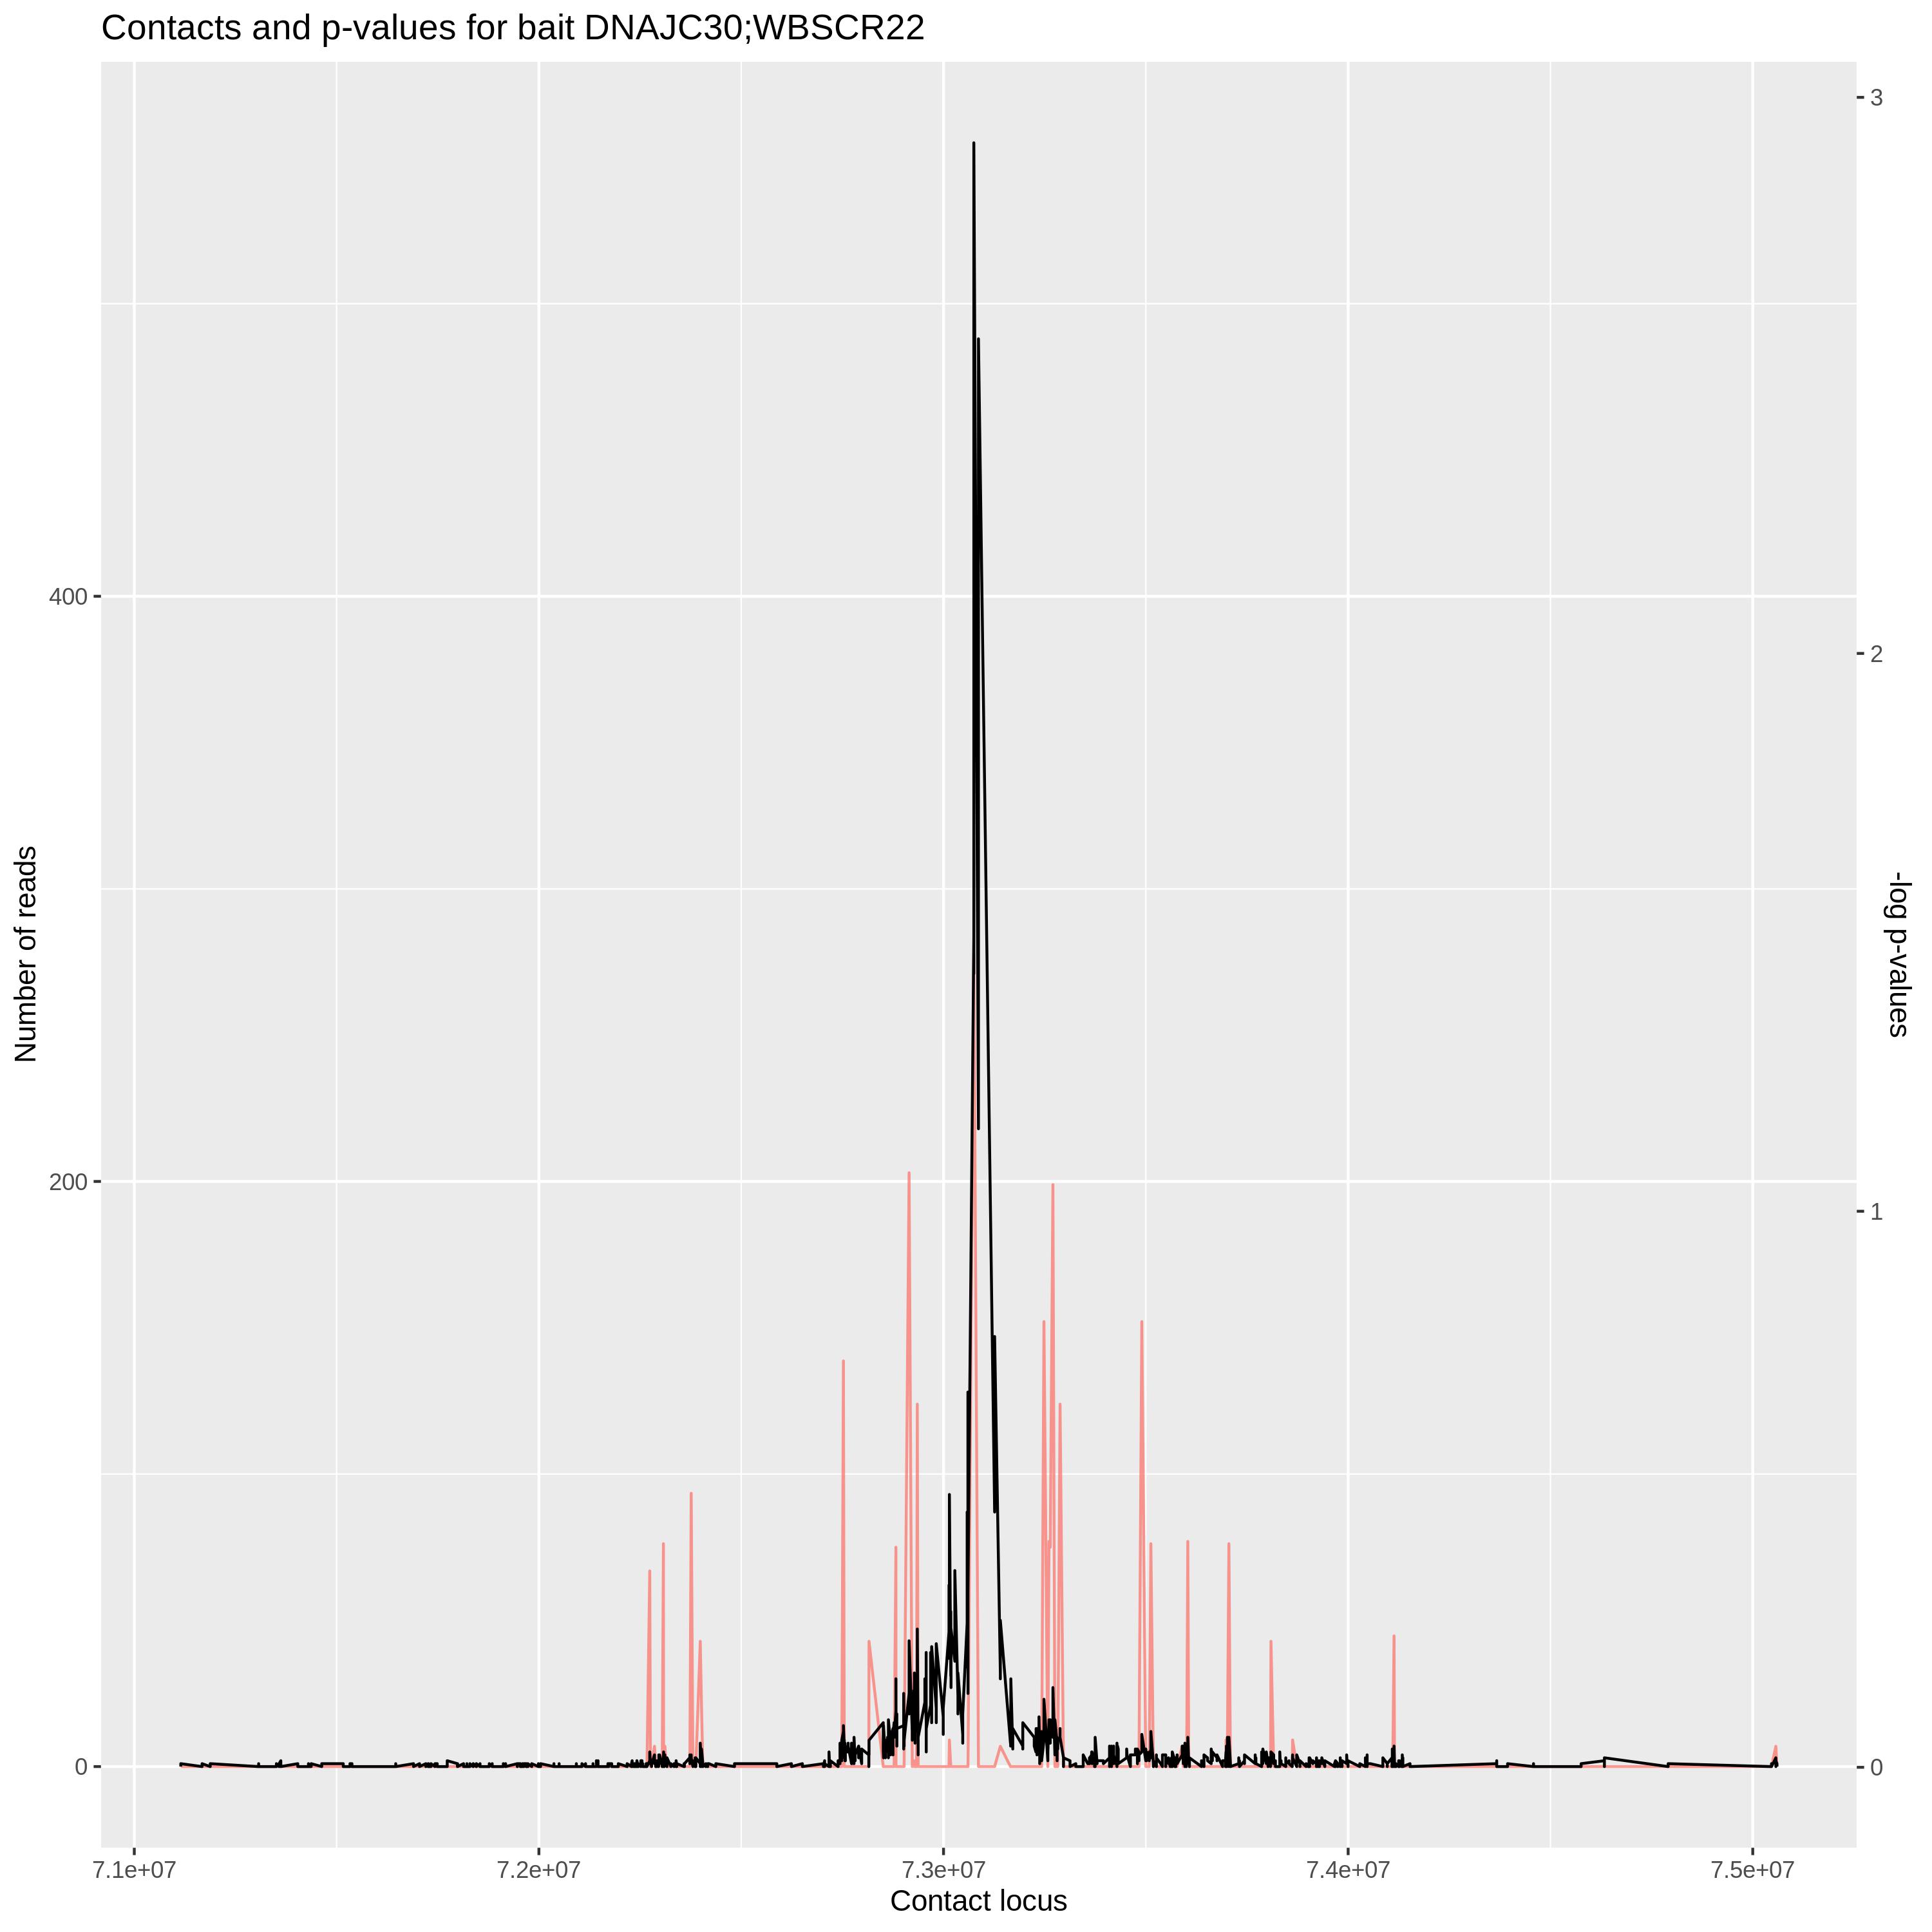 Contacts and p-values for bait DNAJC30;WBSCR22
3
400
2
Number of reads
-log p-values
200
1
0
0
7.1e+07
7.2e+07
7.3e+07
7.4e+07
7.5e+07
Contact locus